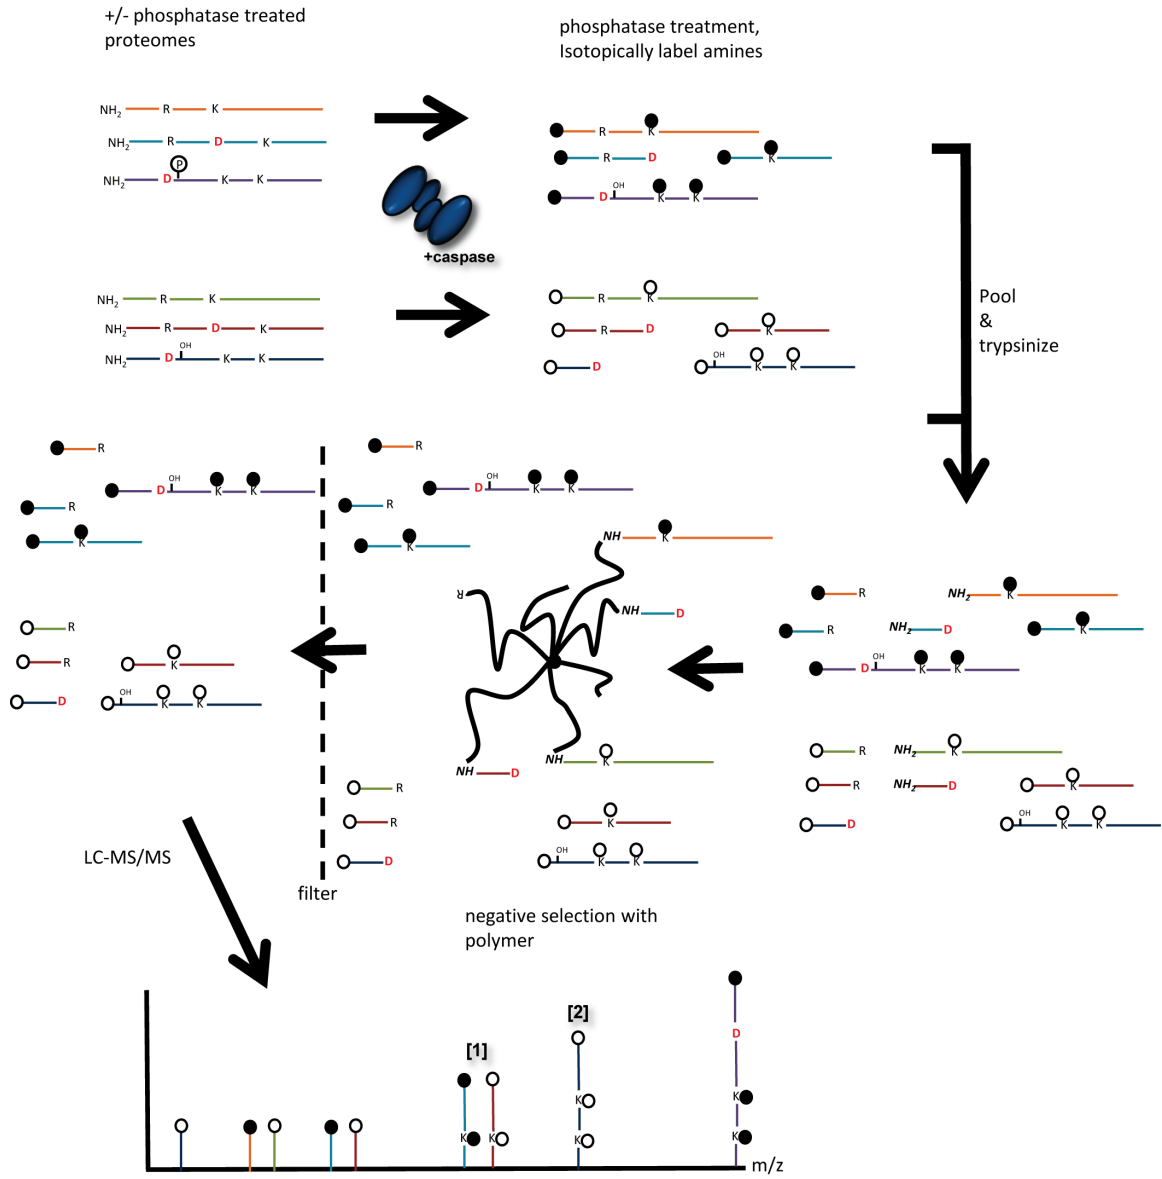 +/- phosphatase treated
proteomes
phosphatase treatment,
Isotopically label amines
NH2 R K
NH2 R D K
P
NH2 D K K
+caspase
K
R
R D K
D OH K K
NH2 R K
NH2 R D K
OH
NH2 D K K
R K
R D K
D OH K K
Pool
&
trypsinize
R
D OH K K
R
K
R
K
R D
OH K K
R
D OH K K
R
K
NH K
R
NH D
NH D
NH K
R
R K
D OH K K
R NH2 K
R NH2 D K
D OH K K
R NH2 K
R NH2 D K
D OH K K
filter
LC-MS/MS
negative selection with
polymer
[1]
[2]
D
K
K
K K K K
m/z